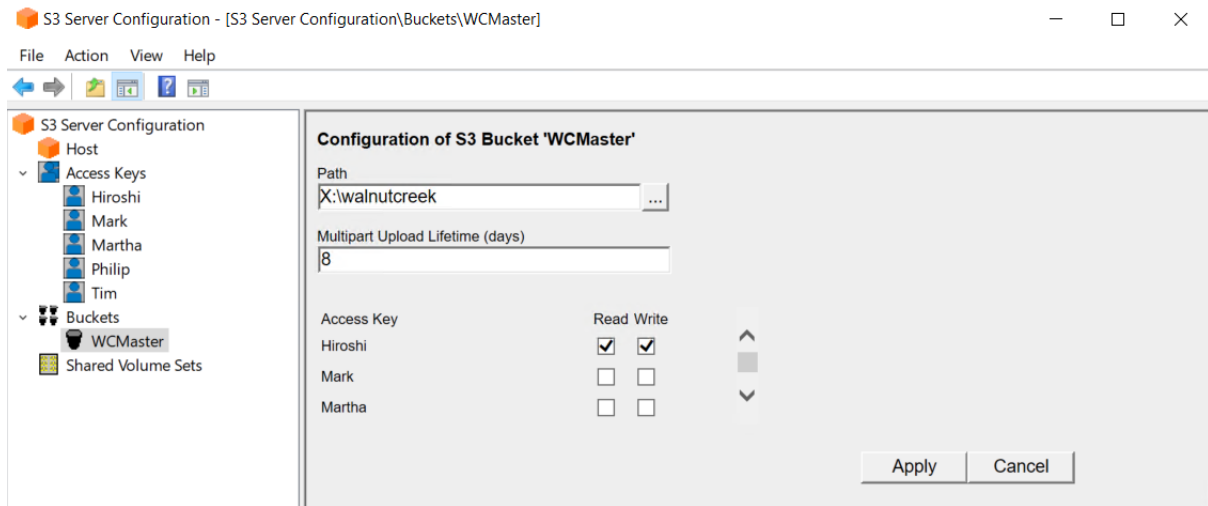 S3 Server Configuration - [S3 Server Configuration\Buckets\WCMaster]
File Action View Help
S3 Server Configuration
Host
Access Keys
Hiroshi
Mark
Martha
Philip
Tim
Buckets
WCMaster
Shared Volume Sets
Configuration of S3 Bucket 'WCMaster'
Path
X:\walnutcreek
...
Multipart Upload Lifetime (days)
8
Access Key Read Write
Hiroshi
Mark
Martha
Apply Cancel